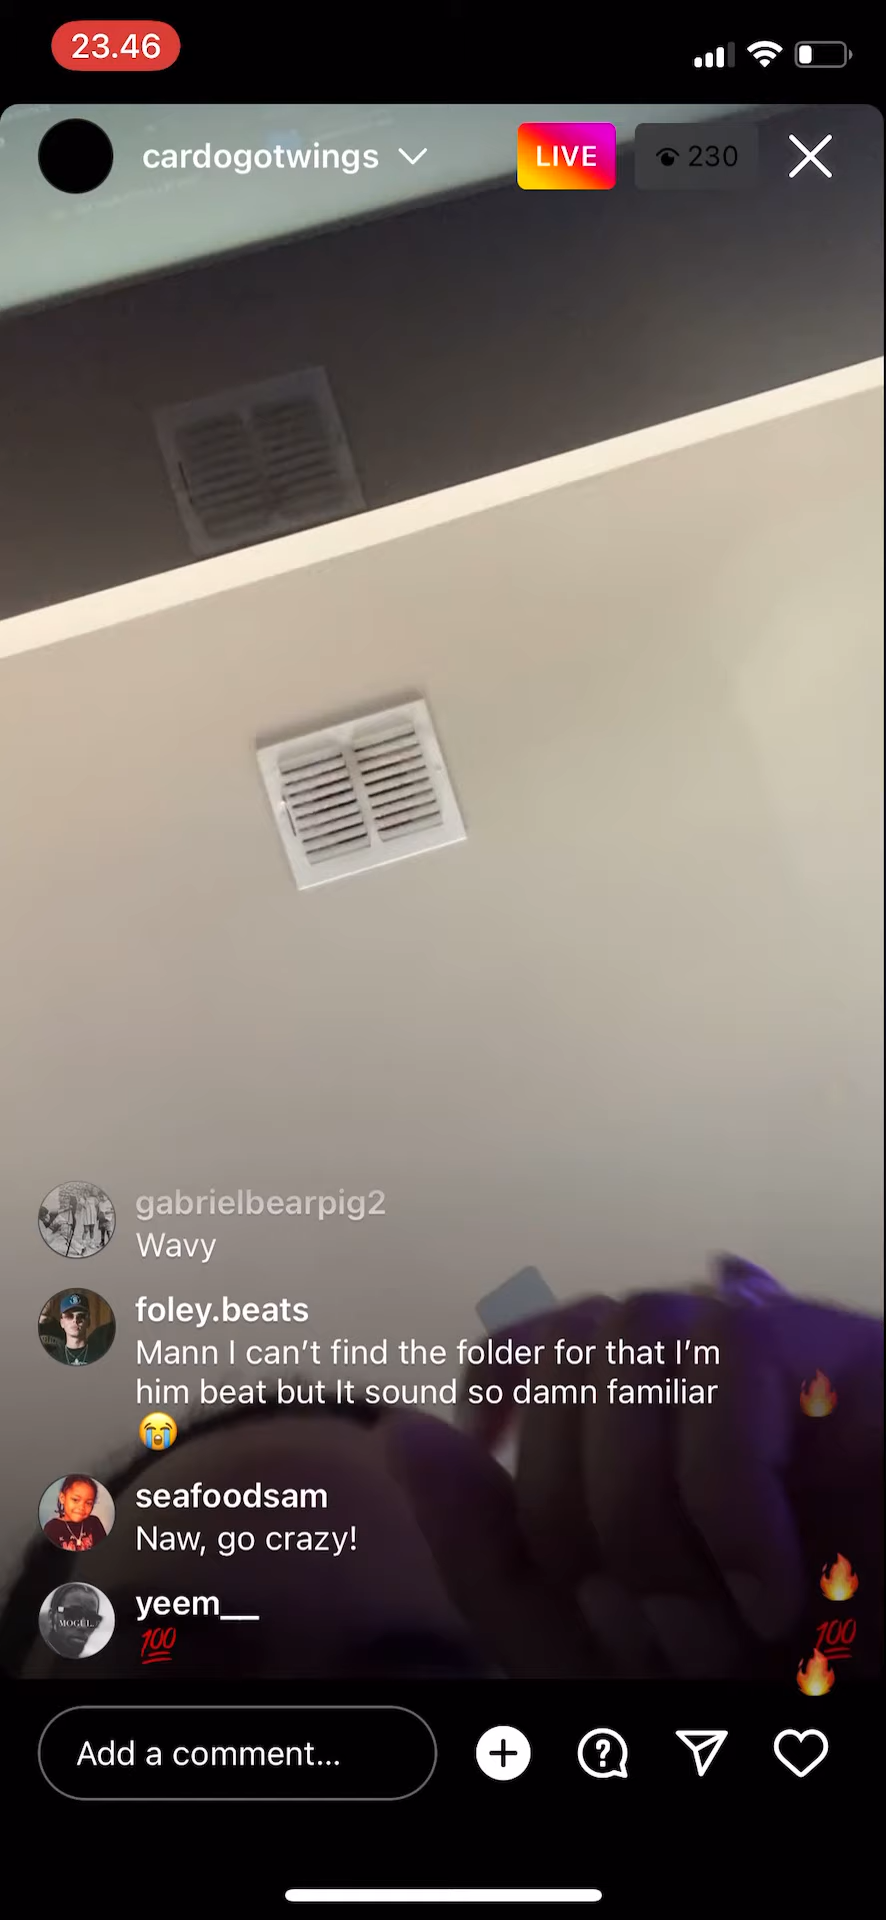 23.46
cardogotwings
LIVE
230
gabrielbearpig2
Wavy
foley.beats
Mann I can’t find the folder for that I’m
him beat but It sound so damn familiar
😭
seafoodsam
Naw, go crazy!
MOGUL
yeem__
💯
Add a comment...